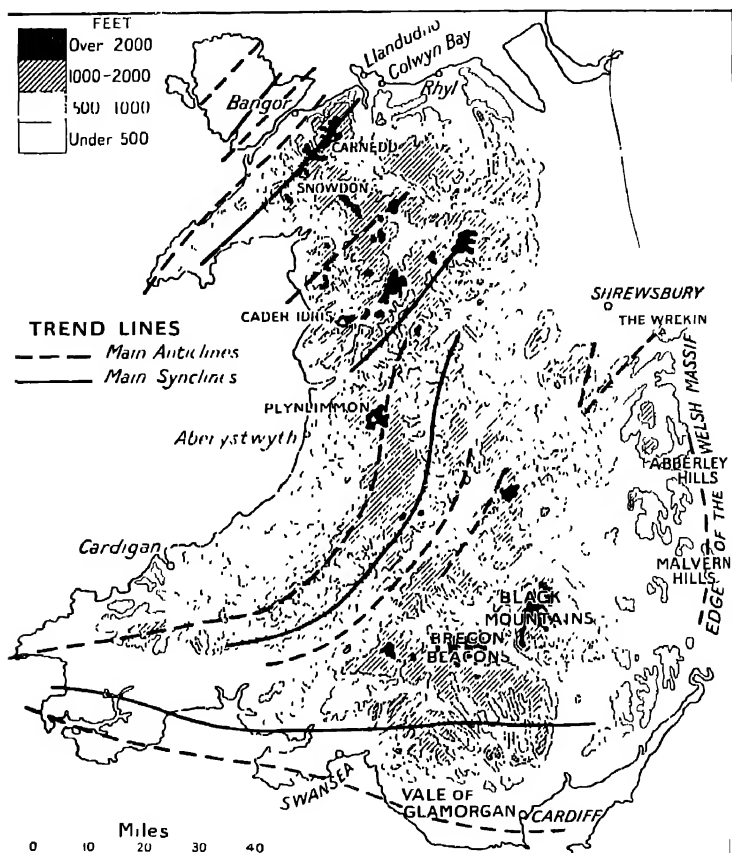 FEET
Over 2000
1000-2000
500 1000
Under 500
Llandudno
Colwyn Bay
Rhyl
Bangor
CARNEDD
SNOWDON
CADER IDRIS
SHREWSBURY
THE WREKIN
TREND LINES
Main Anticlines
Main Synclines
PLYNLIMMON
Aberystwyth
ABBERLEY
HILLS
EDGE OF THE WELSH MASSIF
Cardigan
MALVERN
HILLS
BLACK
MOUNTAINS
BRECON
BEACONS
SWANSEA
VALE OF
GLAMORGAN
CARDIFF
Miles
0 10 20 30 40